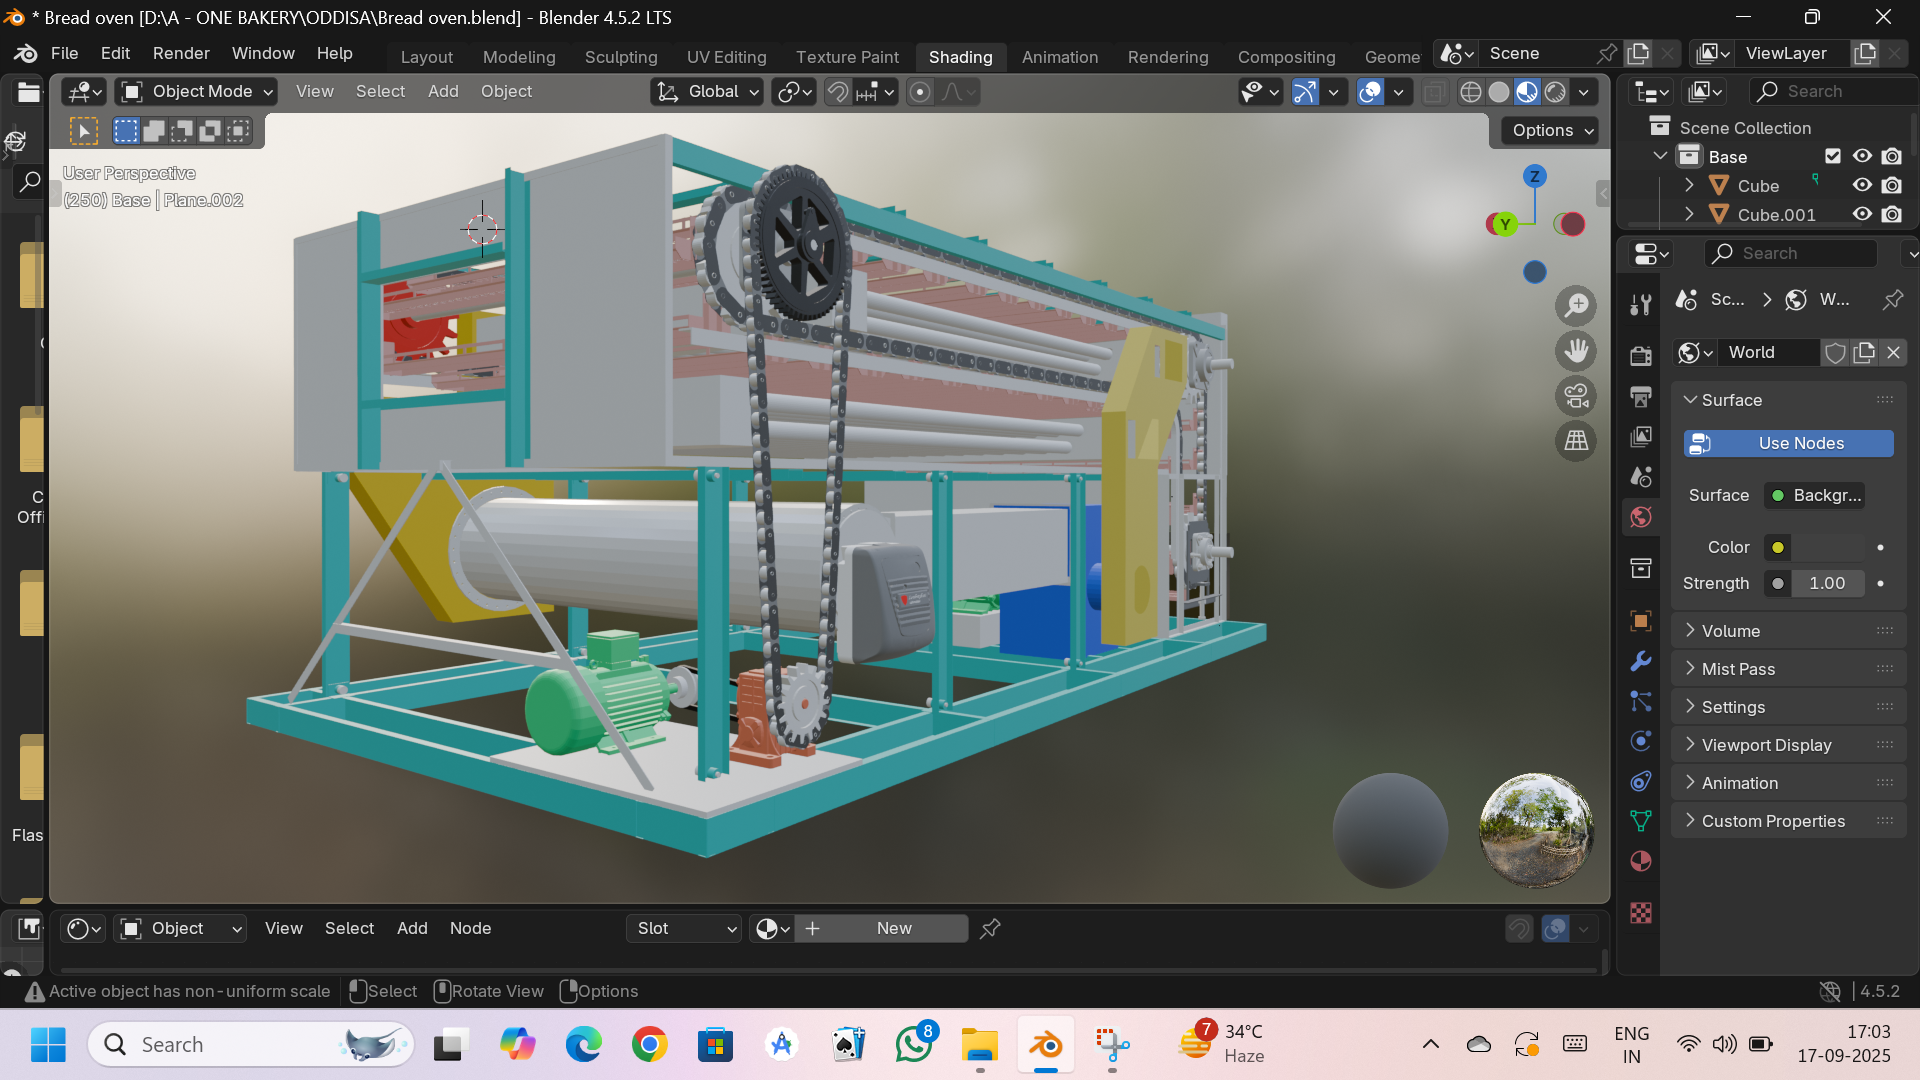 * Bread oven [D:\A - ONE BAKERY\ODDISA\Bread oven.blend] - Blender 4.5.2 LTS
File Edit Render Window Help Layout Modeling Sculpting UV Editing Texture Paint Shading Animation Rendering Compositing Geome Scene ViewLayer
Object Mode View Select Add Object Global Search
Options
Scene Collection
Base
User Perspective
(250) Base | Plane.002
Cube
Cube.001
Z
Y
Search
Sc... W...
World
Surface
Use Nodes
Surface Backgr...
Color
Strength 1.00
Volume
Mist Pass
Settings
Viewport Display
Animation
Custom Properties
C
Offi
Flas
Object View Select Add Node Slot New
Active object has non-uniform scale Select Rotate View Options 4.5.2
Search
8
7
34°C
Haze
ENG
IN
17:03
17-09-2025